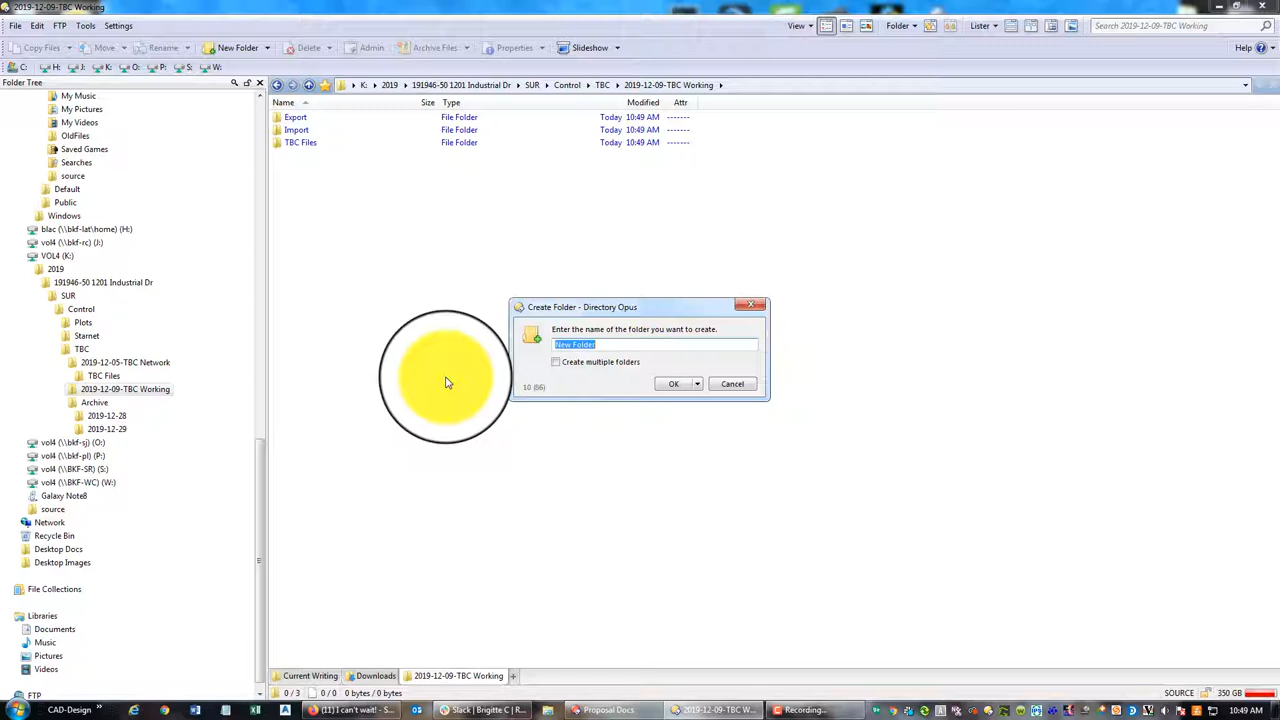 2019-12-09-TBC Working
File Edit FTP Tools Settings
View Folder Lister Search 2019-12-09-TBC Working
Copy Files Move Rename New Folder Delete Admin Archive Files Properties Slideshow Help
C: H: J: K: O: P: S: W:
Folder Tree
K: 2019 191946-50 1201 Industrial Dr SUR Control TBC 2019-12-09-TBC Working
Name Size Type Modified Attr
Export File Folder Today 10:49 AM -------
Import File Folder Today 10:49 AM -------
TBC Files File Folder Today 10:49 AM -------
My Music
My Pictures
My Videos
OldFiles
Saved Games
Searches
source
Default
Public
Windows
blac (\\bkf-lat\home) (H:)
vol4 (\\bkf-rc) (J:)
VOL4 (K:)
2019
191946-50 1201 Industrial Dr
SUR
Control
Plots
Starnet
TBC
2019-12-05-TBC Network
TBC Files
2019-12-09-TBC Working
Archive
2019-12-28
2019-12-29
vol4 (\\bkf-sj) (O:)
vol4 (\\bkf-pl) (P:)
vol4 (\\BKF-SR) (S:)
vol4 (\\BKF-WC) (W:)
Galaxy Note8
source
Network
Recycle Bin
Desktop Docs
Desktop Images
File Collections
Libraries
Documents
Music
Pictures
Videos
FTP
Create Folder - Directory Opus
Enter the name of the folder you want to create.
New Folder
Create multiple folders
10 (86)
OK Cancel
Current Writing Downloads 2019-12-09-TBC Working
0 / 3 0 / 0 0 bytes / 0 bytes SOURCE 350 GB
CAD-Design » (11) I can't wait! - S... Slack | Brigitte C | R... Proposal Docs 2019-12-09-TBC W... Recording... 10:49 AM